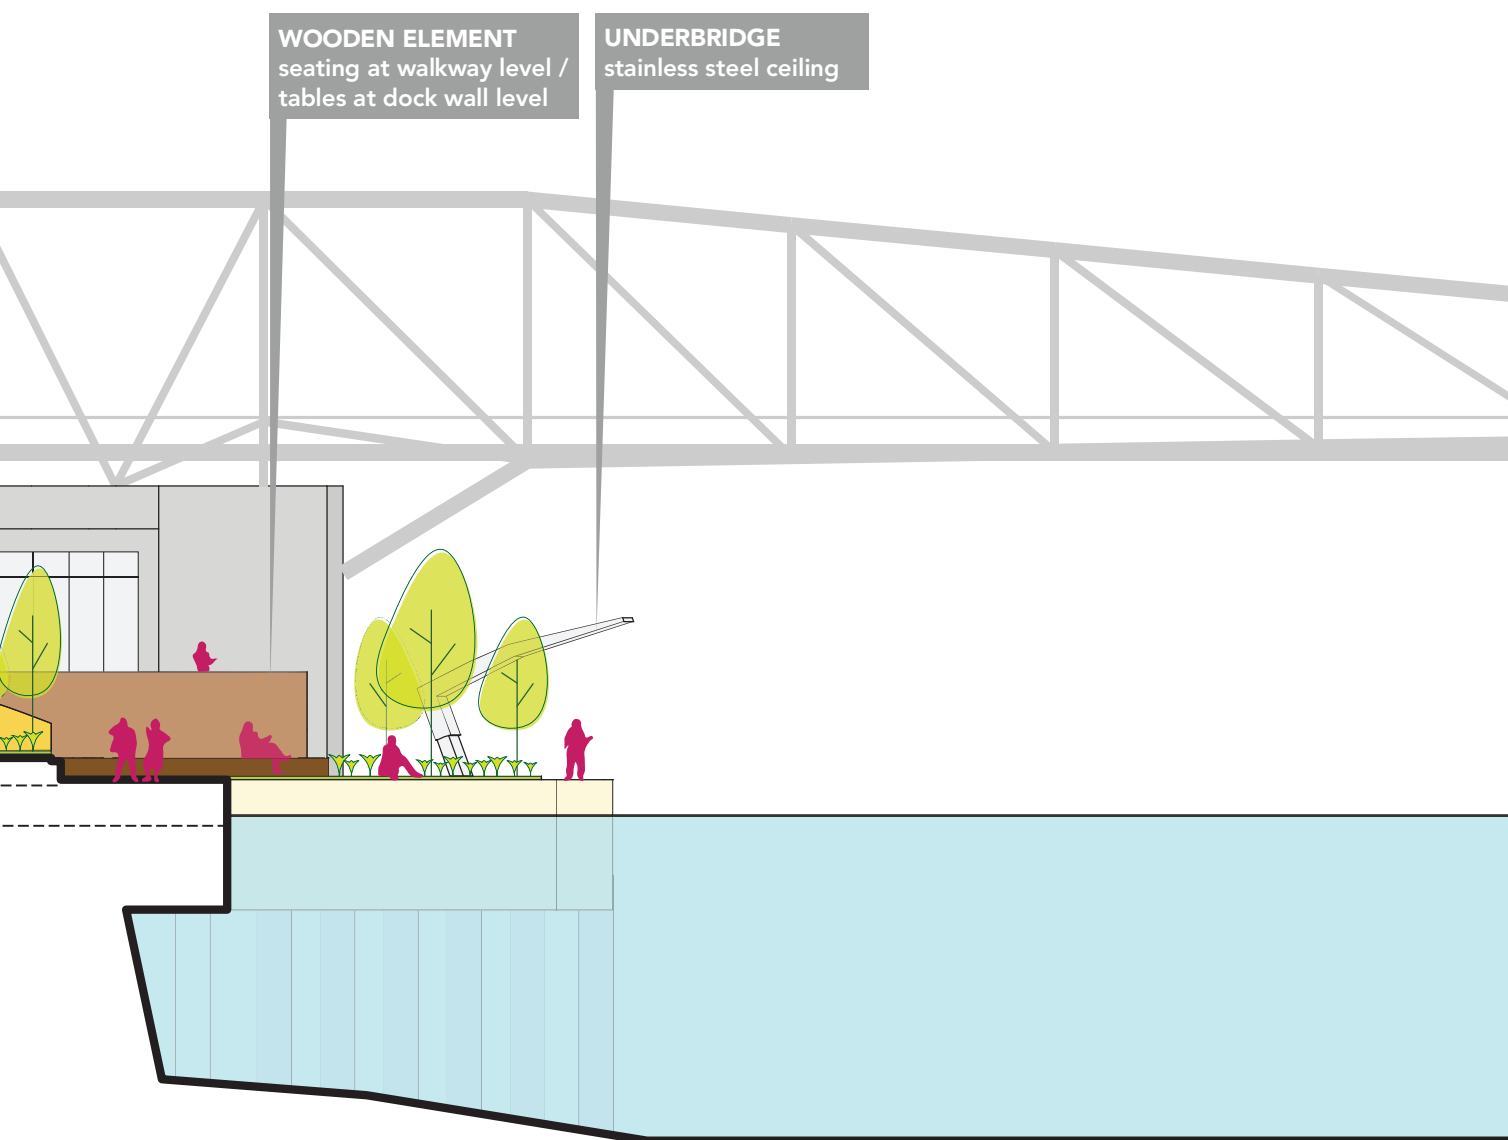 WOODEN ELEMENT
seating at walkway level /
tables at dock wall level
UNDERBRIDGE
stainless steel ceiling